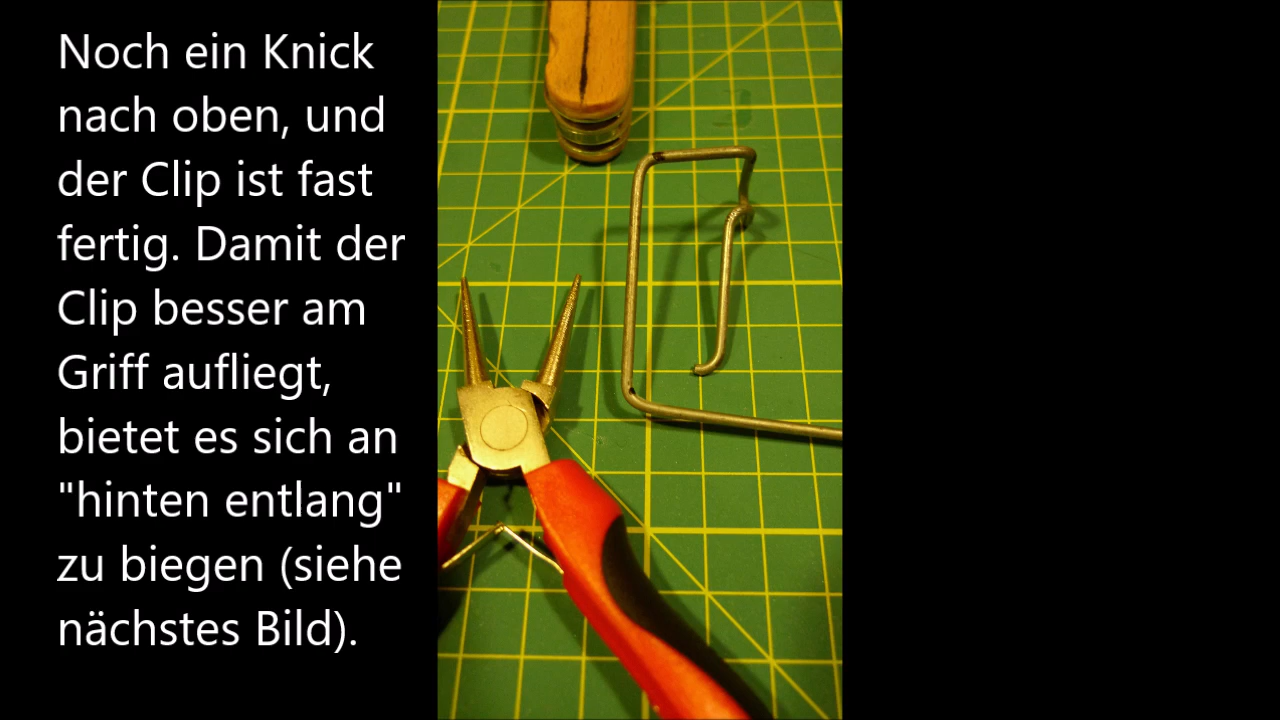 Noch ein Knick
nach oben, und
der Clip ist fast
fertig. Damit der
Clip besser am
Griff aufliegt,
bietet es sich an
"hinten entlang"
zu biegen (siehe
nächstes Bild).